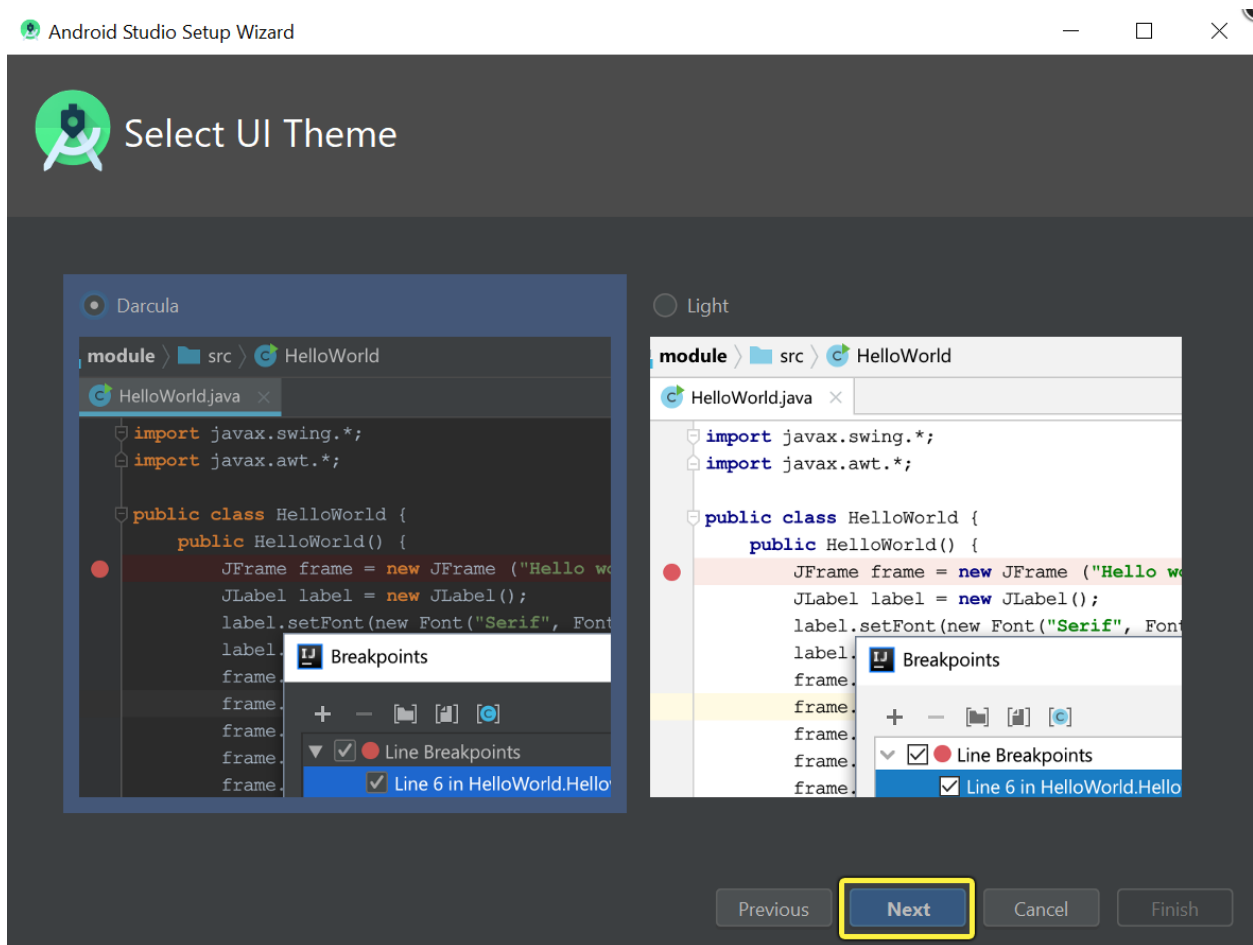 Android Studio Setup Wizard
Select UI Theme
Darcula
module src HelloWorld
HelloWorld.java
import javax.swing.*;
import javax.awt.*;
public class HelloWorld {
public HelloWorld() {
JFrame frame = new JFrame ("Hello wo
JLabel label = new JLabel();
label.setFont(new Font("Serif", Font
label.
frame.
frame.
frame.
frame.
frame.
IJ
Breakpoints
Line Breakpoints
Line 6 in HelloWorld.Hello
Light
module src HelloWorld
HelloWorld.java
import javax.swing.*;
import javax.awt.*;
public class HelloWorld {
public HelloWorld() {
JFrame frame = new JFrame ("Hello wo
JLabel label = new JLabel();
label.setFont(new Font("Serif", Font
label.
frame.
frame.
frame.
frame.
frame.
IJ
Breakpoints
Line Breakpoints
Line 6 in HelloWorld.Hello
Previous Next Cancel Finish